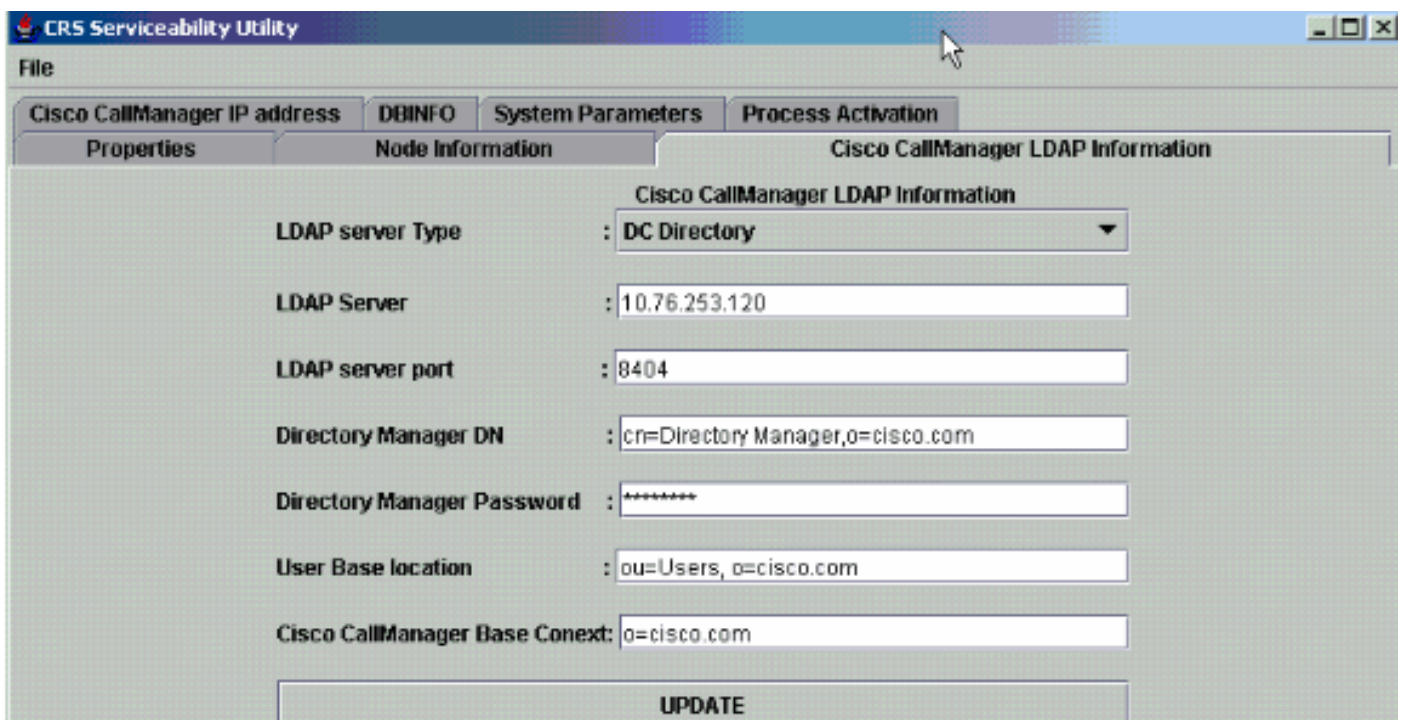 CRS Serviceability Utility
File
Cisco CallManager IP address DBINFO System Parameters Process Activation
Properties Node Information Cisco CallManager LDAP Information
Cisco CallManager LDAP Information
LDAP server Type : DC Directory
LDAP Server : 10.76.253.120
LDAP server port : 8404
Directory Manager DN : cn=Directory Manager,o=cisco.com
Directory Manager Password : ********
User Base location : ou=Users, o=cisco.com
Cisco CallManager Base Conext: o=cisco.com
UPDATE